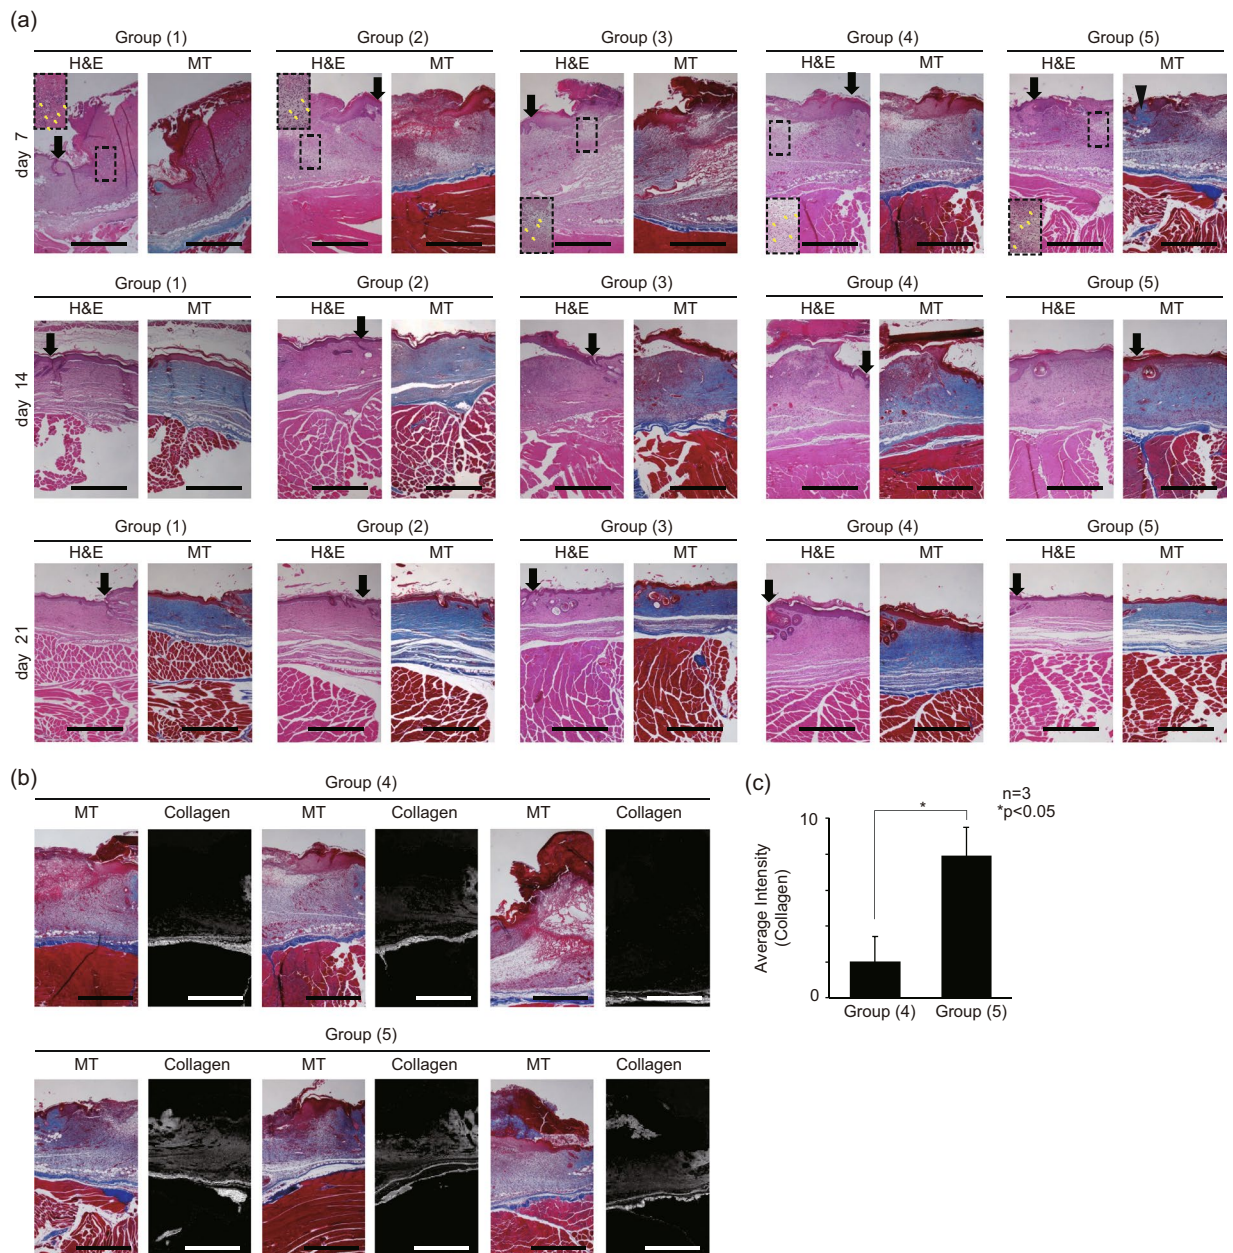 (a)
Group (1) Group (2) Group (3) Group (4) Group (5)
H&E MT H&E MT H&E MT H&E MT H&E MT
day 7
Group (1) Group (2) Group (3) Group (4) Group (5)
H&E MT H&E MT H&E MT H&E MT H&E MT
day 14
Group (1) Group (2) Group (3) Group (4) Group (5)
H&E MT H&E MT H&E MT H&E MT H&E MT
day 21
(b)
Group (4)
MT Collagen MT Collagen MT Collagen
Group (5)
MT Collagen MT Collagen MT Collagen
(c)
n=3
*p<0.05
*
Average Intensity
(Collagen)
10
0
Group (4) Group (5)